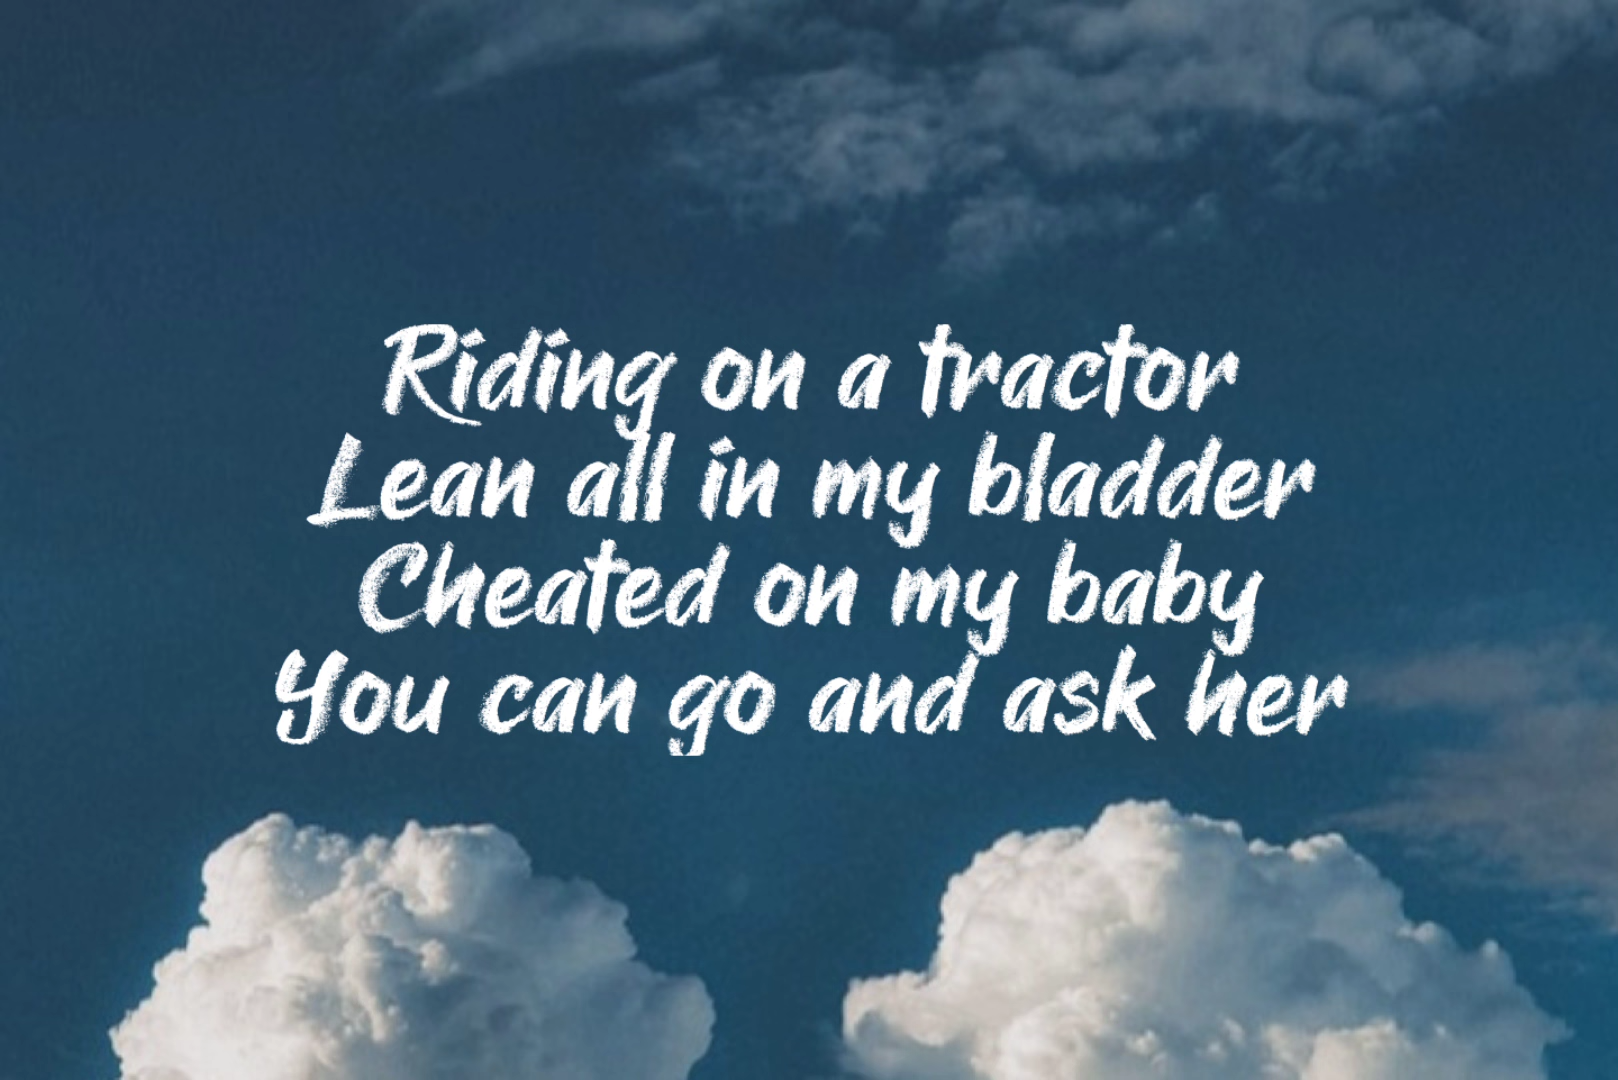 Riding on a tractor
Lean all in my bladder
Cheated on my baby
You can go and ask her